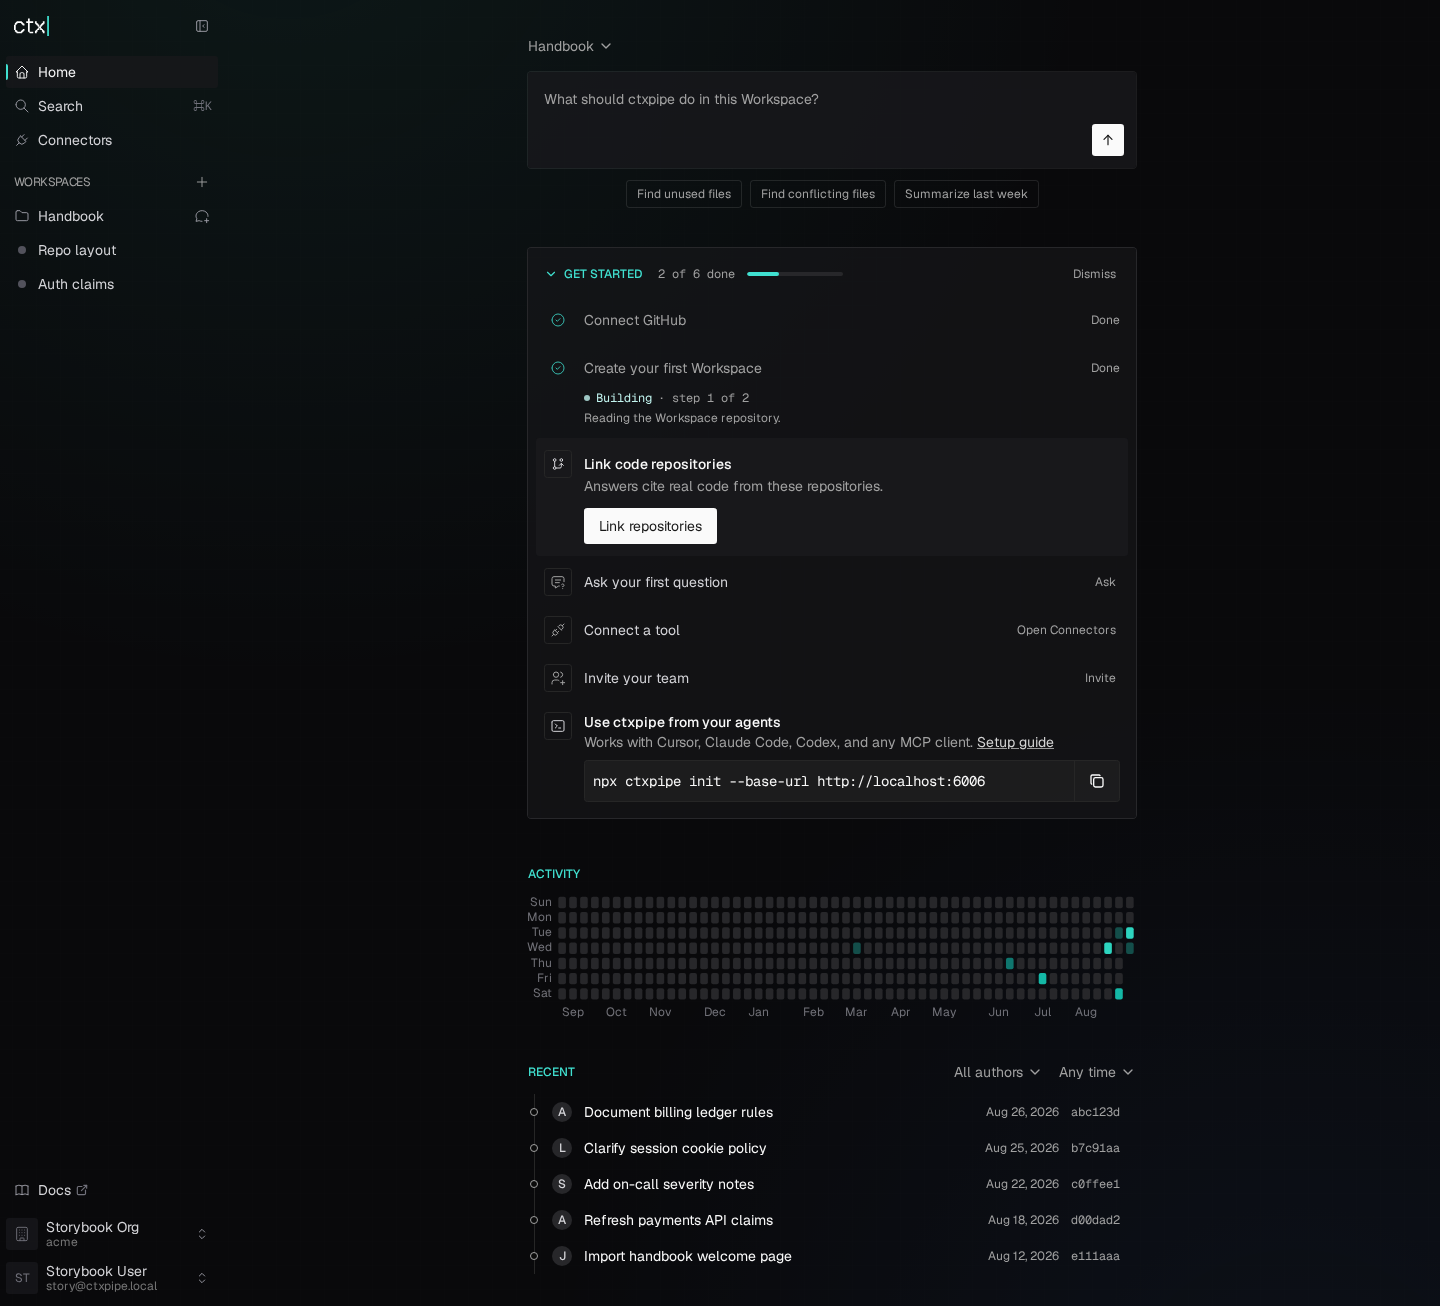 ctx
Home
Search ⌘K
Connectors
WORKSPACES
Handbook
Repo layout
Auth claims
Docs
Storybook Org
acme
ST
Storybook User
story@ctxpipe.local
Handbook
What should ctxpipe do in this Workspace?
Find unused files
Find conflicting files
Summarize last week
GET STARTED 2 of 6 done Dismiss
Connect GitHub Done
Create your first Workspace Done
Building · step 1 of 2
Reading the Workspace repository.
Link code repositories
Answers cite real code from these repositories.
Link repositories
Ask your first question Ask
Connect a tool Open Connectors
Invite your team Invite
Use ctxpipe from your agents
Works with Cursor, Claude Code, Codex, and any MCP client. Setup guide
npx ctxpipe init --base-url http://localhost:6006
ACTIVITY
Sun
Mon
Tue
Wed
Thu
Fri
Sat
Sep Oct Nov Dec Jan Feb Mar Apr May Jun Jul Aug
RECENT All authors Any time
A Document billing ledger rules Aug 26, 2026 abc123d
L Clarify session cookie policy Aug 25, 2026 b7c91aa
S Add on-call severity notes Aug 22, 2026 c0ffee1
A Refresh payments API claims Aug 18, 2026 d00dad2
J Import handbook welcome page Aug 12, 2026 e111aaa